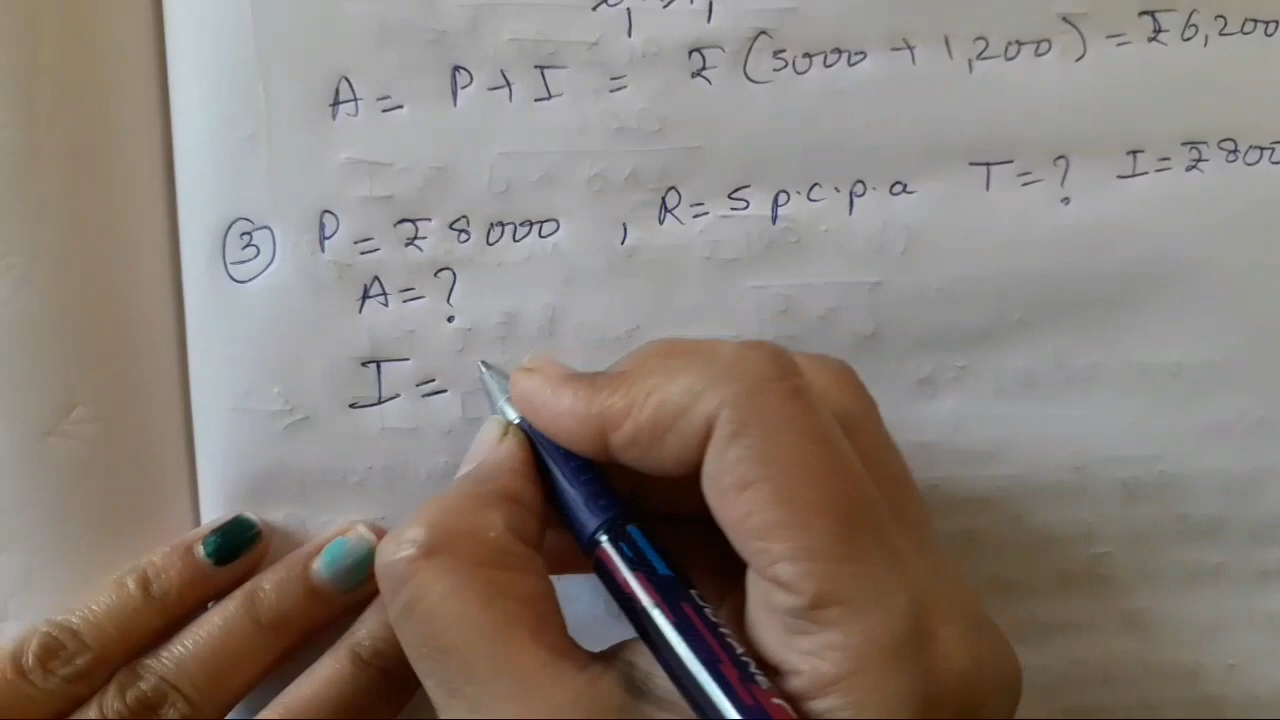 A = P + I = ₹ (5000 + 1,200) = ₹6,200
③ P = ₹ 8000 , R = 5 p.c.p.a T = ? I = ₹800
A = ?
I =